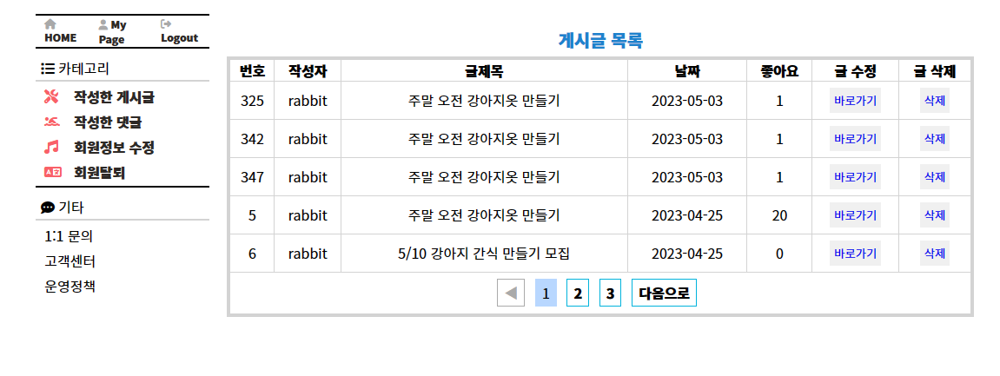 HOME
My Page
Logout
카테고리
작성한 게시글
작성한 댓글
회원정보 수정
회원탈퇴
기타
1:1 문의
고객센터
운영정책
게시글 목록
번호 작성자 글제목 날짜 좋아요 글 수정 글 삭제
325 rabbit 주말 오전 강아지옷 만들기 2023-05-03 1 바로가기 삭제
342 rabbit 주말 오전 강아지옷 만들기 2023-05-03 1 바로가기 삭제
347 rabbit 주말 오전 강아지옷 만들기 2023-05-03 1 바로가기 삭제
5 rabbit 주말 오전 강아지옷 만들기 2023-04-25 20 바로가기 삭제
6 rabbit 5/10 강아지 간식 만들기 모집 2023-04-25 0 바로가기 삭제
◀ 1 2 3 다음으로